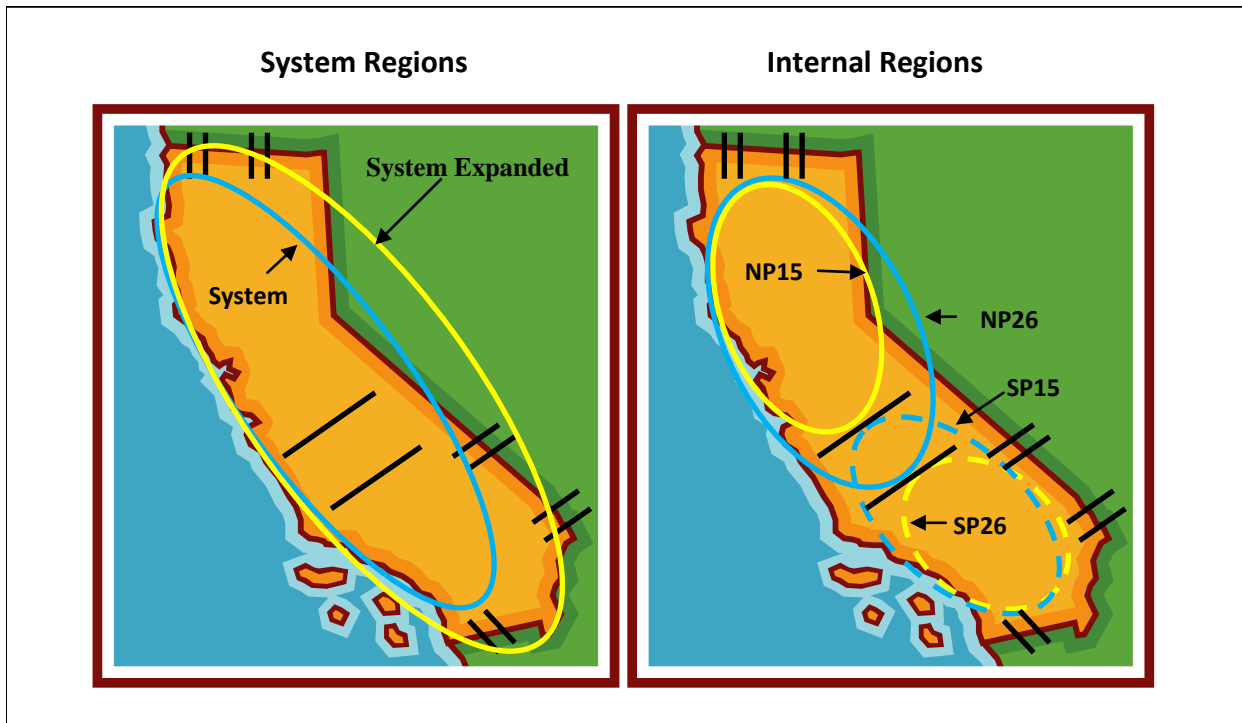 System Regions
Internal Regions
System Expanded
System
NP15
NP26
SP15
SP26